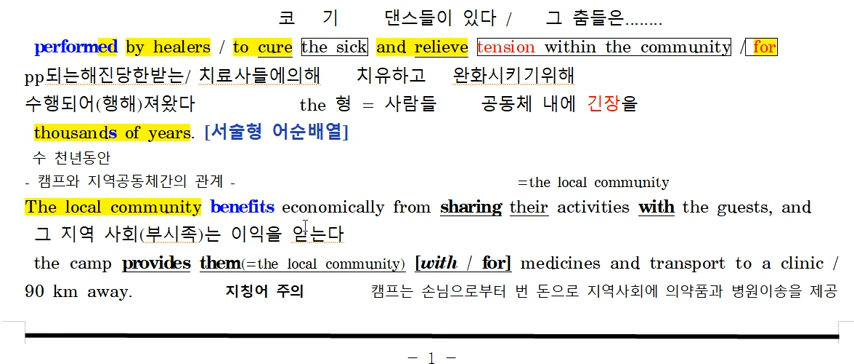 코 기 댄스들이 있다 / 그 춤들은........
performed by healers / to cure the sick and relieve tension within the community / for
pp되는해진당한받는/ 치료사들에의해 치유하고 완화시키기위해
수행되어(행해)져왔다 the 형 = 사람들 공동체 내에 긴장을
thousands of years. [서술형 어순배열]
수 천년동안
- 캠프와 지역공동체간의 관계 - =the local community
The local community benefits economically from sharing their activities with the guests, and
그 지역 사회(부시족)는 이익을 얻는다
the camp provides them(=the local community) [with / for] medicines and transport to a clinic /
90 km away. 지칭어 주의 캠프는 손님으로부터 번 돈으로 지역사회에 의약품과 병원이송을 제공
- 1 -